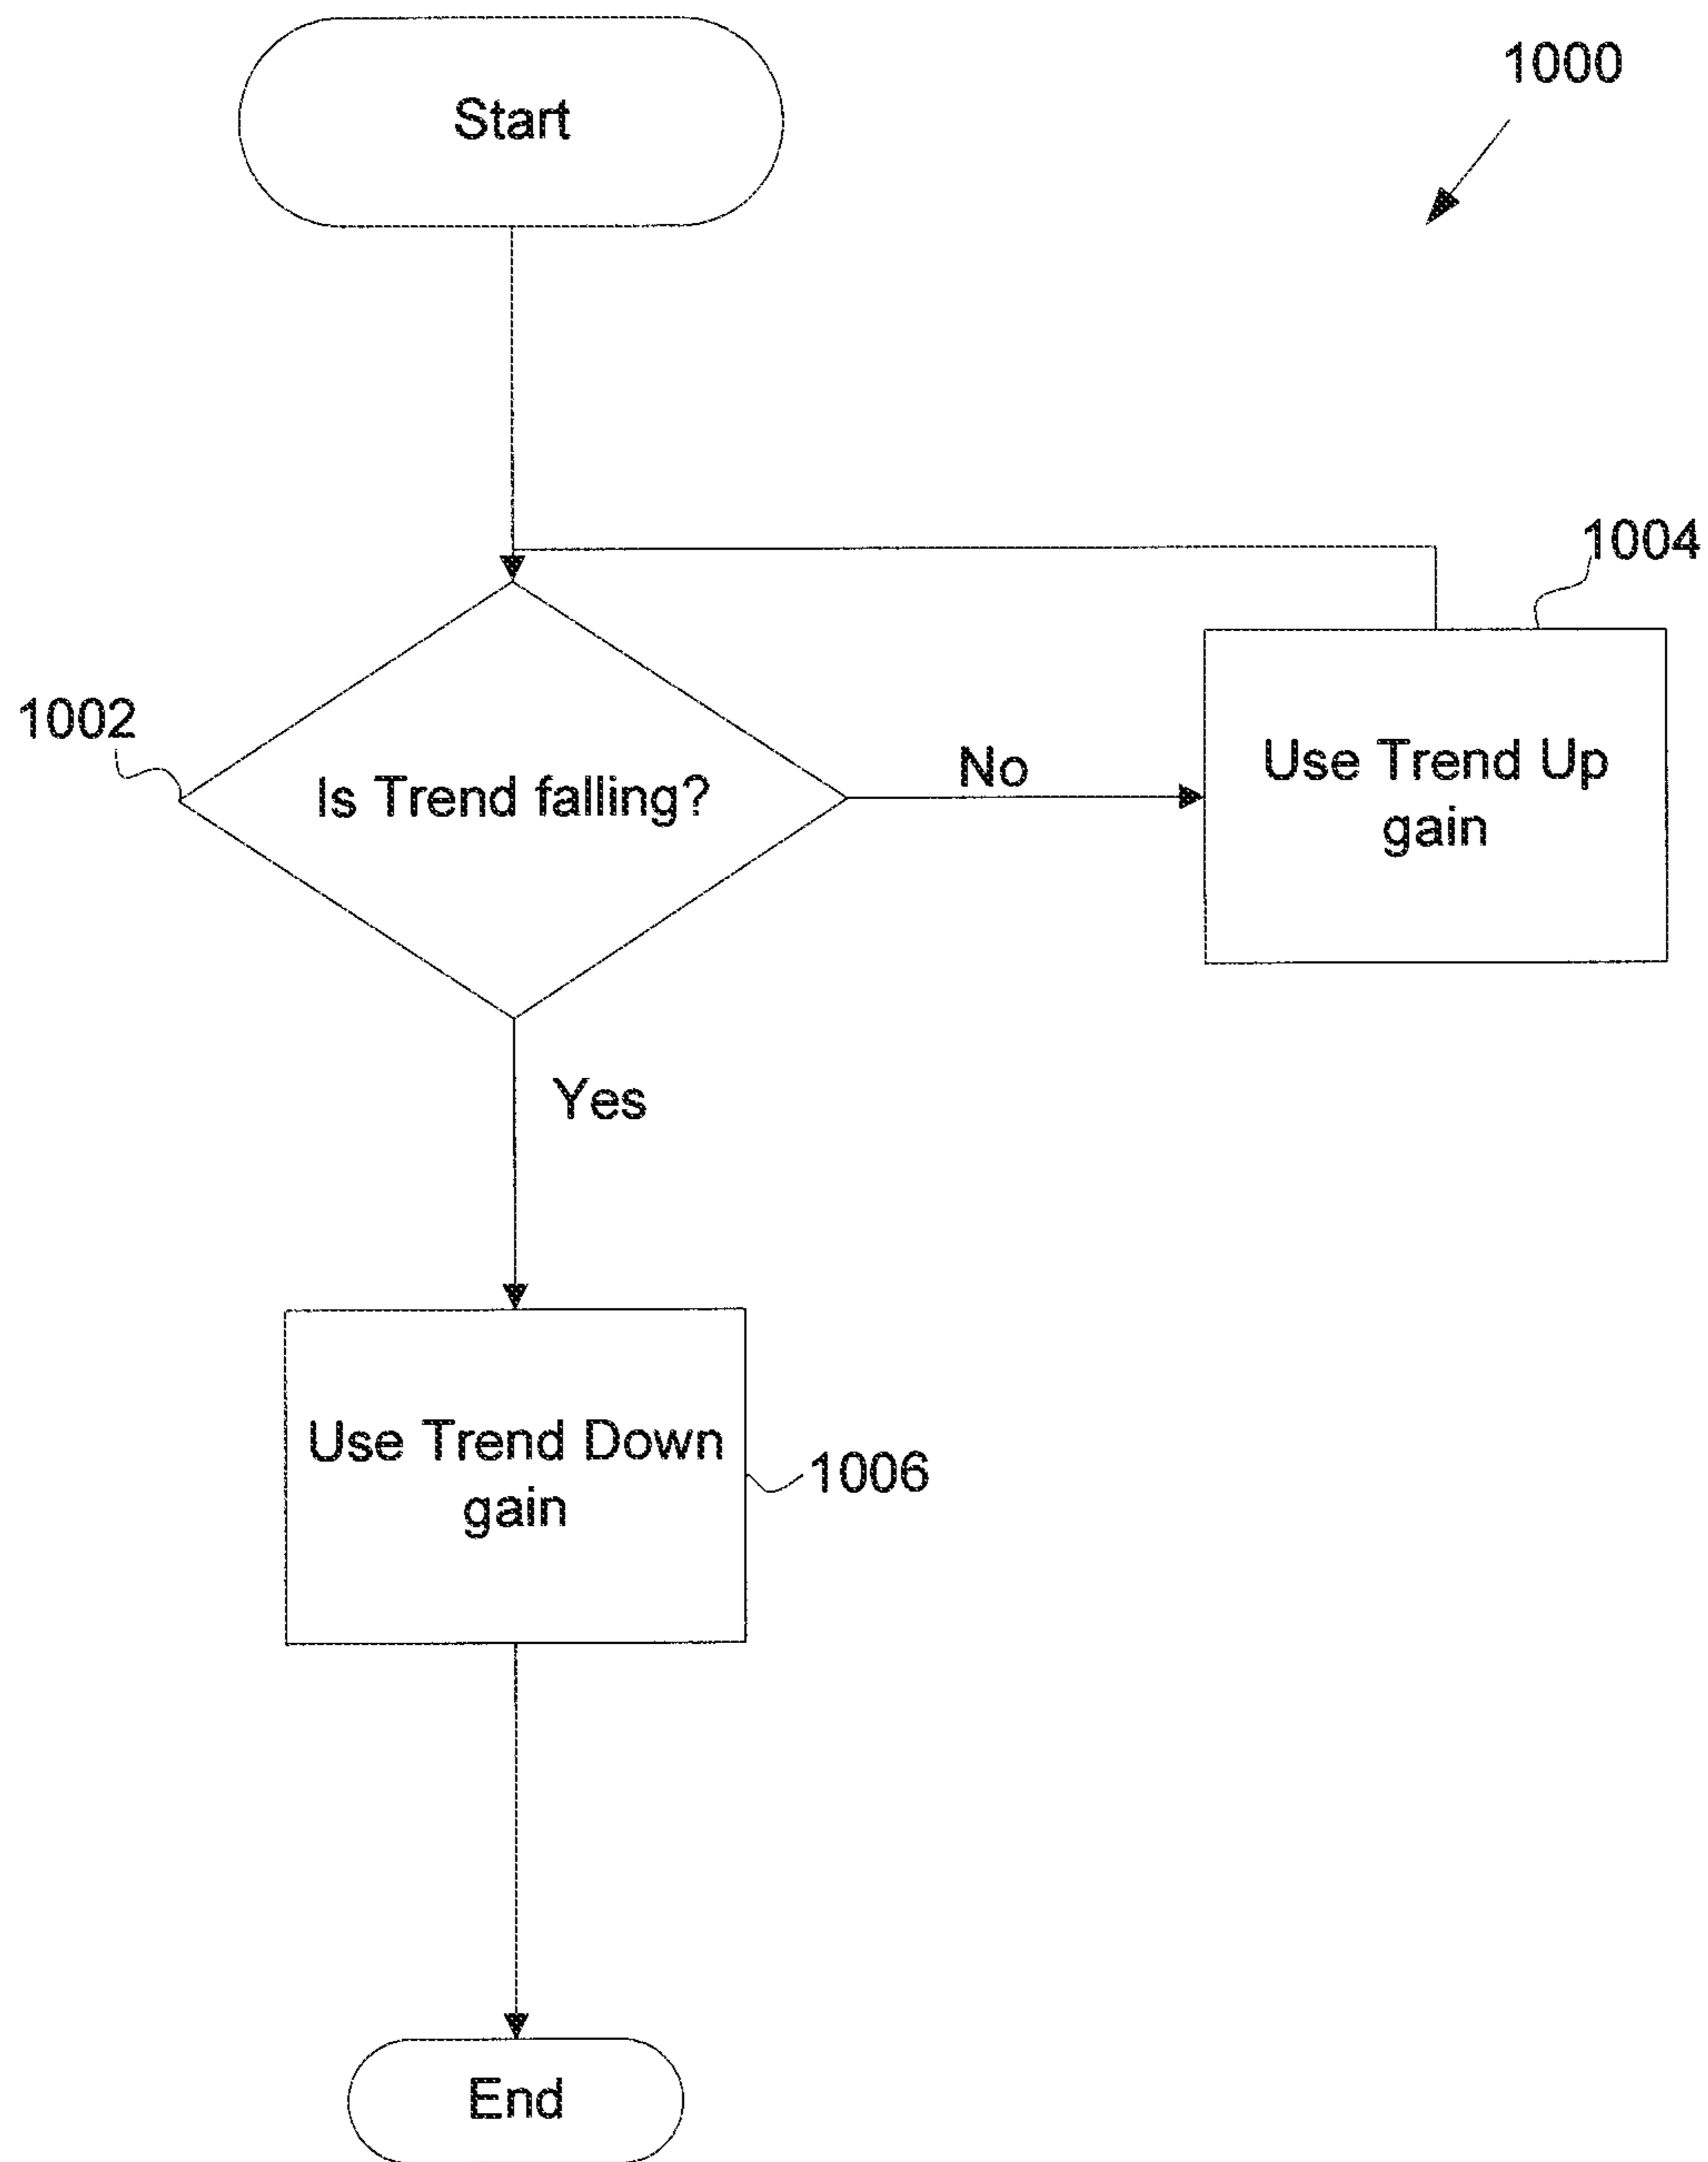 Start
1000
1004
1002
Is Trend falling?
No
Use Trend Up
gain
Yes
Use Trend Down
gain
1006
End